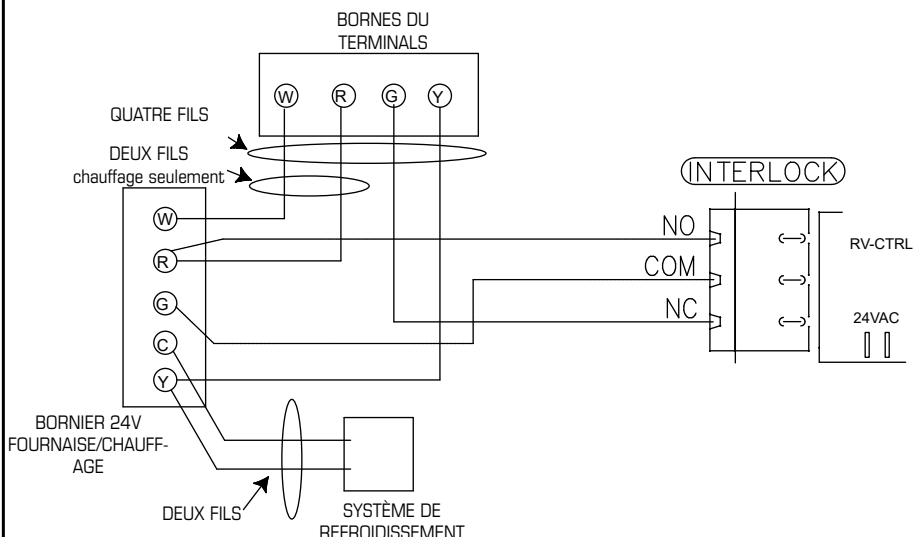 BORNES DU
TERMINALS
W R G Y
QUATRE FILS
DEUX FILS
chauffage seulement
INTERLOCK
W
R
G
C
Y
NO
COM
NC
RV-CTRL
24VAC
BORNIER 24V
FOURNAISE/CHAUFF-
AGE
DEUX FILS
SYSTÈME DE
REFROIDISSEMENT